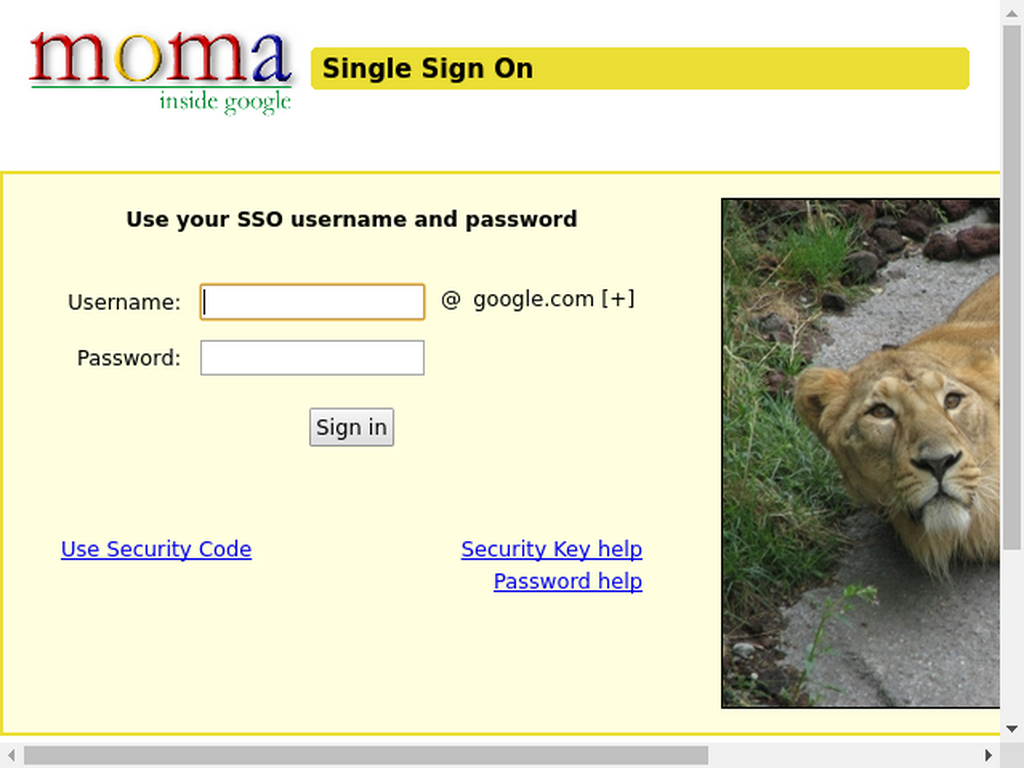 moma
inside google
Single Sign On
Use your SSO username and password
Username:
@ google.com [+]
Password:
Sign in
Use Security Code
Security Key help
Password help